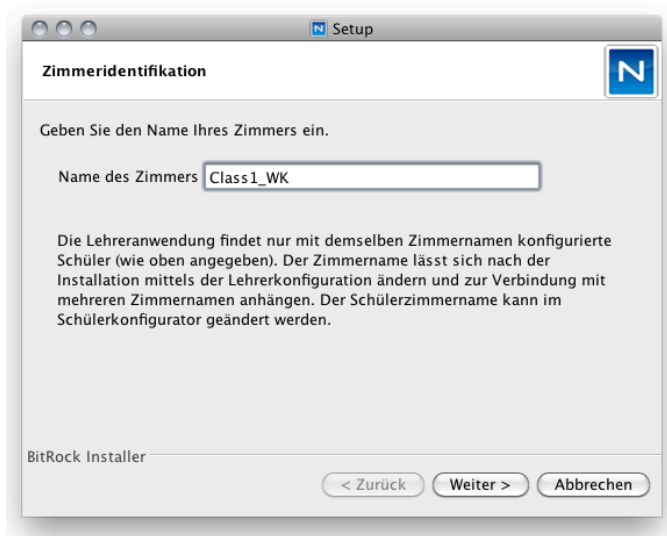 Setup
Zimmeridentifikation
N
Geben Sie den Name Ihres Zimmers ein.
Name des Zimmers Class1_WK
Die Lehreranwendung findet nur mit demselben Zimmernamen konfigurierte
Schüler (wie oben angegeben). Der Zimmername lässt sich nach der
Installation mittels der Lehrerkonfiguration ändern und zur Verbindung mit
mehreren Zimmernamen anhängen. Der Schülerzimmername kann im
Schülerkonfigurator geändert werden.
BitRock Installer
< Zurück Weiter > Abbrechen